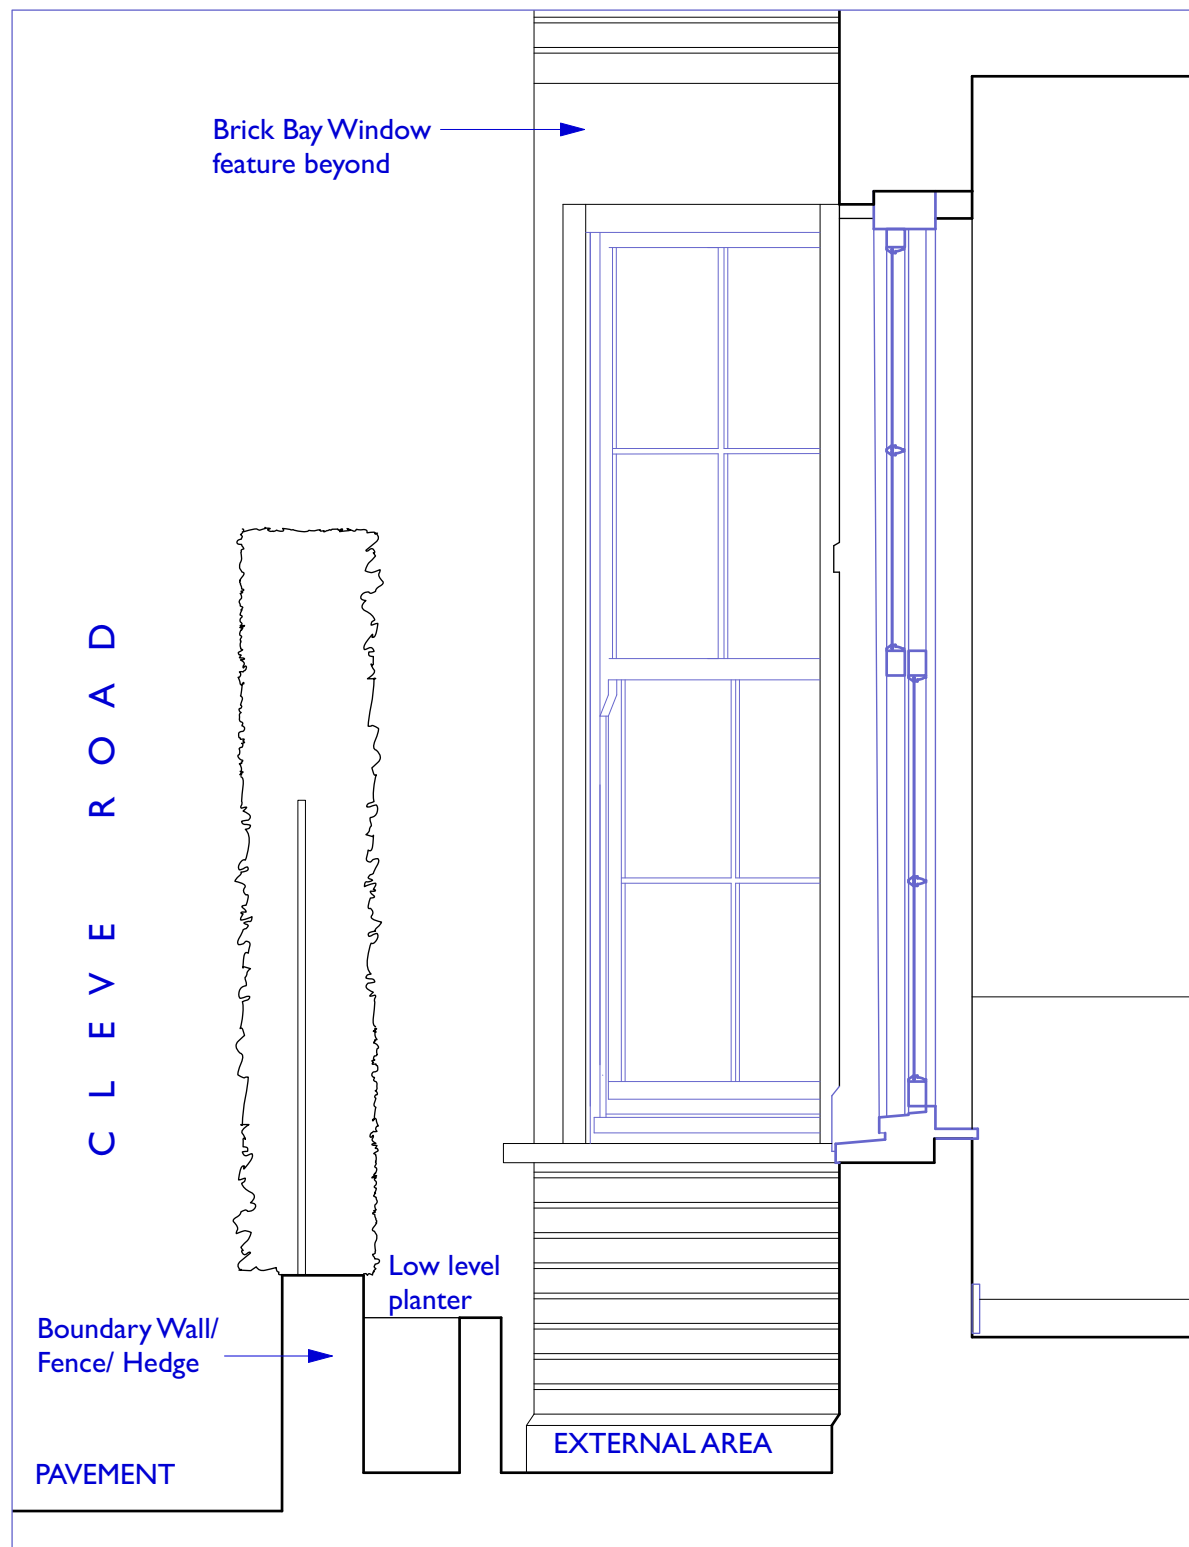 Brick Bay Window
feature beyond
CLEVE ROAD
Low level
planter
Boundary Wall/
Fence/ Hedge
EXTERNAL AREA
PAVEMENT